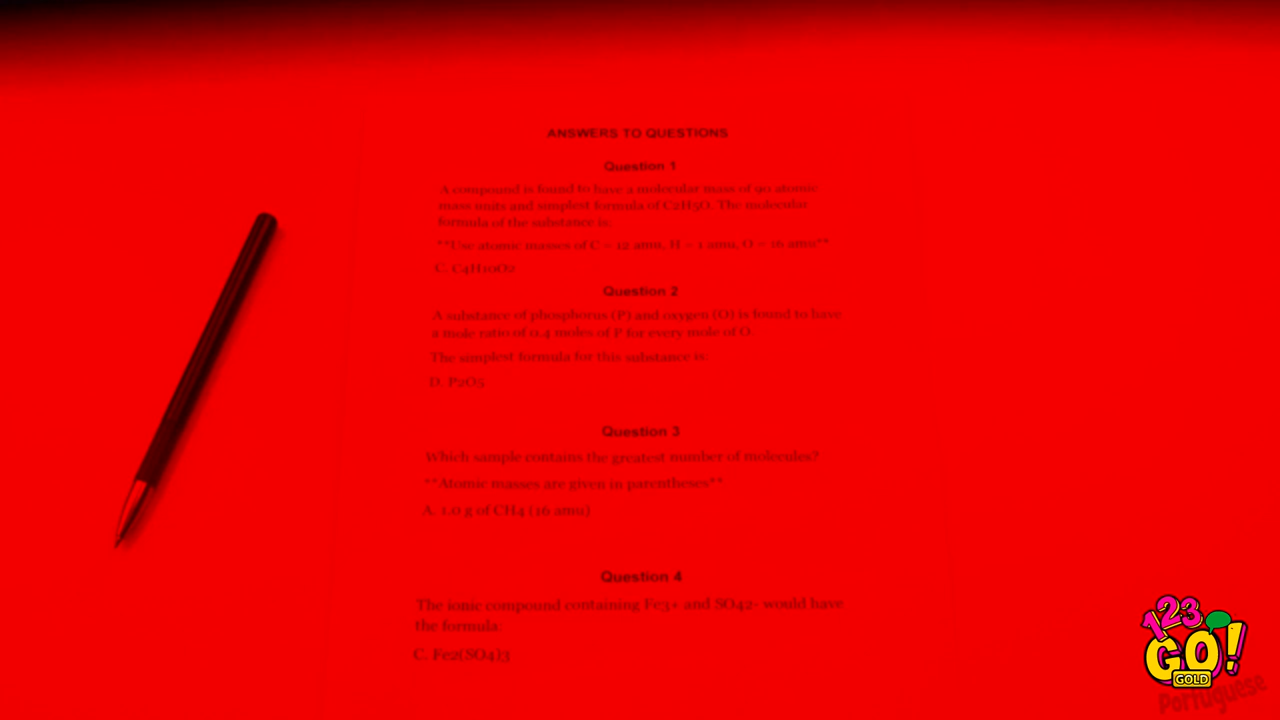 ANSWERS TO QUESTIONS
Question 1
A compound is found to have a molecular mass of 90 atomic
mass units and simplest formula of C2H5O. The molecular
formula of the substance is:
**Use atomic masses of C = 12 amu, H = 1 amu, O = 16 amu**
C. C4H10O2
Question 2
A substance of phosphorus (P) and oxygen (O) is found to have
a mole ratio of 0.4 moles of P for every mole of O.
The simplest formula for this substance is:
D. P2O5
Question 3
Which sample contains the greatest number of molecules?
**Atomic masses are given in parentheses**
A. 1.0 g of CH4 (16 amu)
Question 4
The ionic compound containing Fe3+ and SO42- would have
the formula:
C. Fe2(SO4)3
123
GO!
GOLD
Portuguese